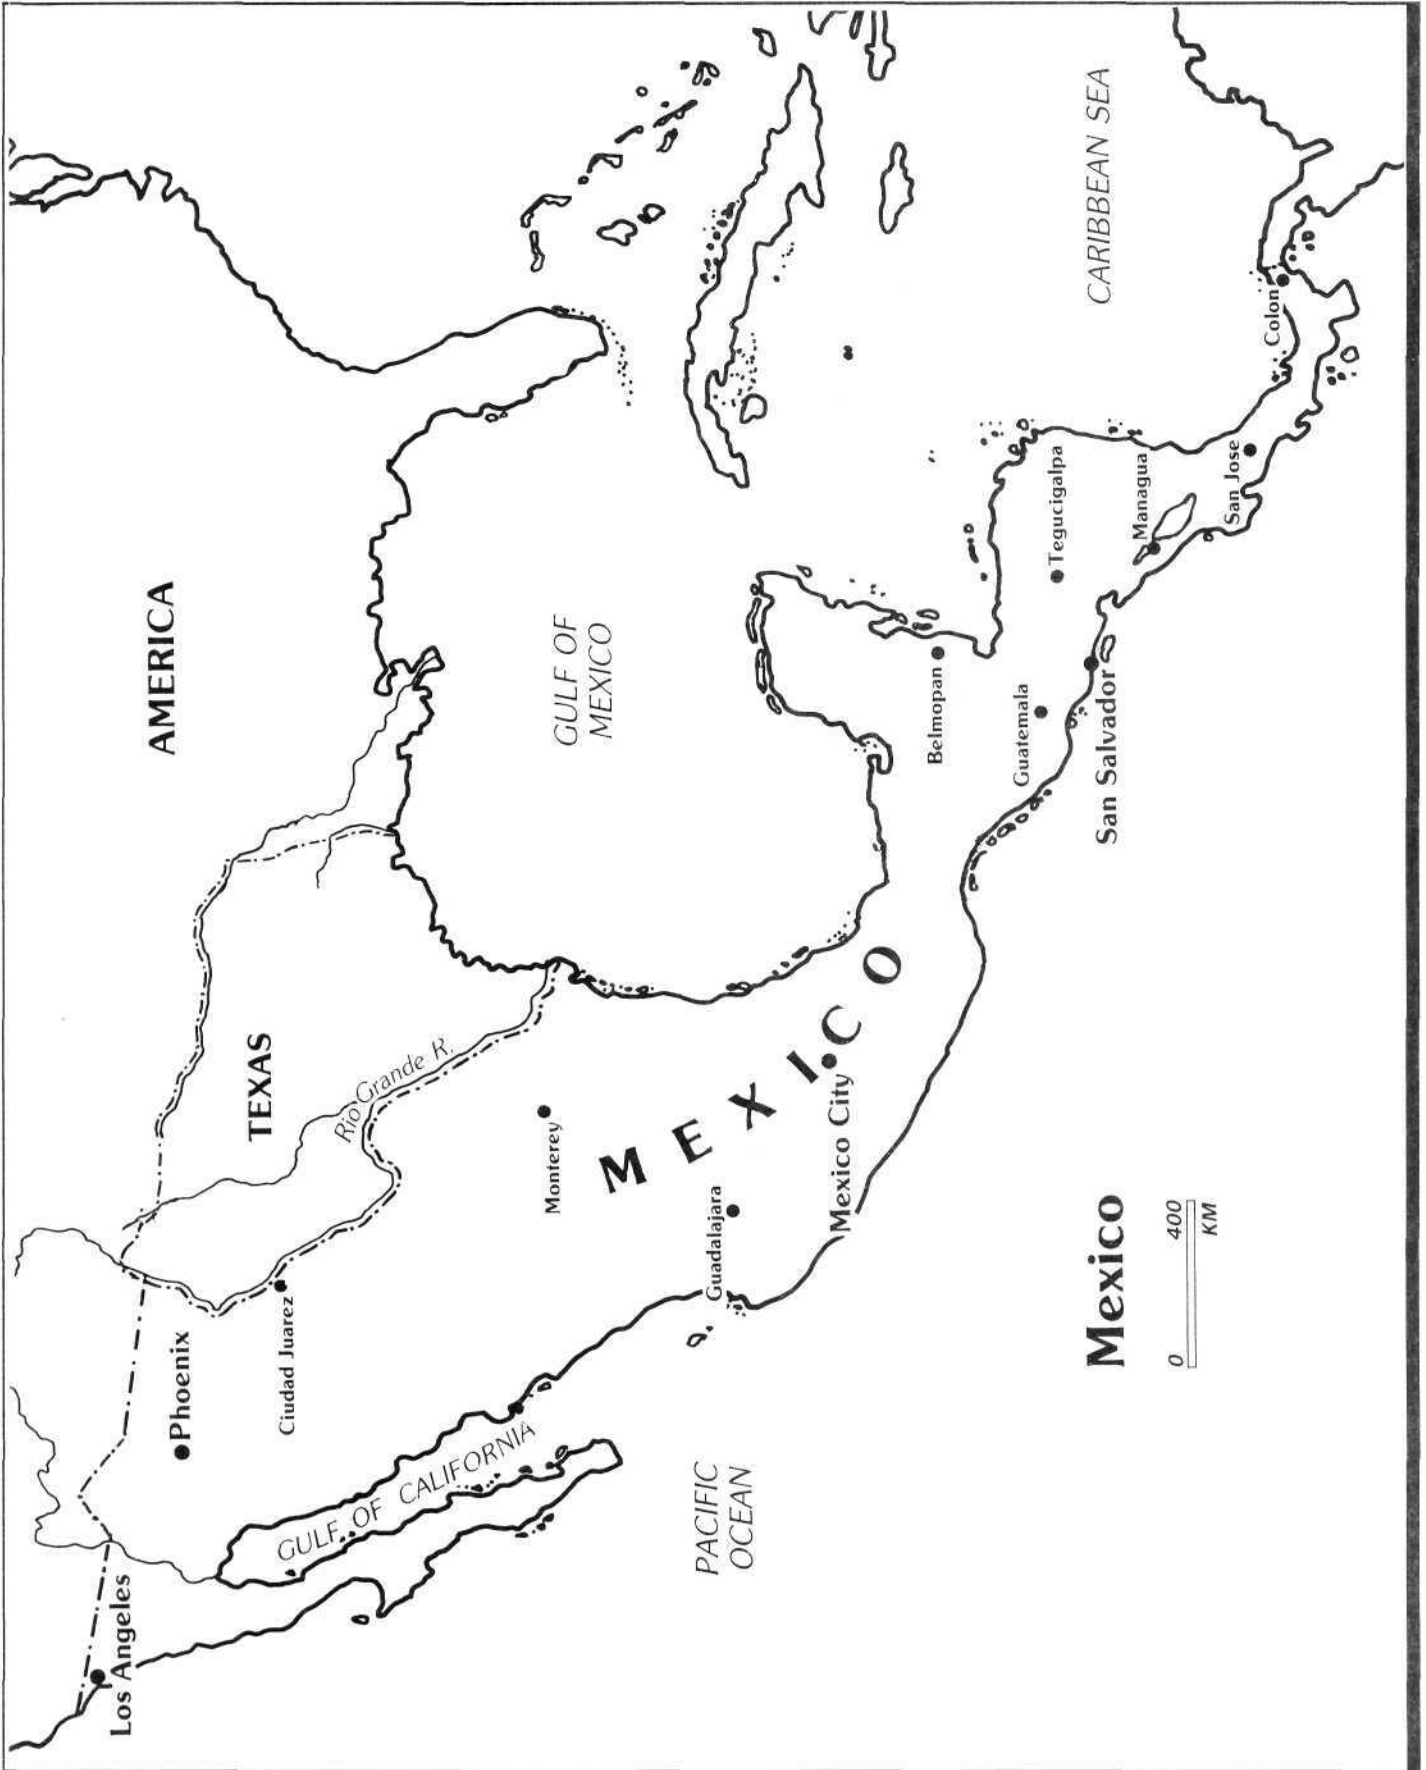 AMERICA
TEXAS
Los Angeles
Phoenix
Ciudad Juarez
Rio Grande R.
GULF OF CALIFORNIA
Monterey
GULF OF
MEXICO
MEXICO
Guadalajara
Mexico City
PACIFIC
OCEAN
Belmopan
Guatemala
San Salvador
Tegucigalpa
Managua
San Jose
Colon
CARIBBEAN SEA
Mexico
0 400
KM